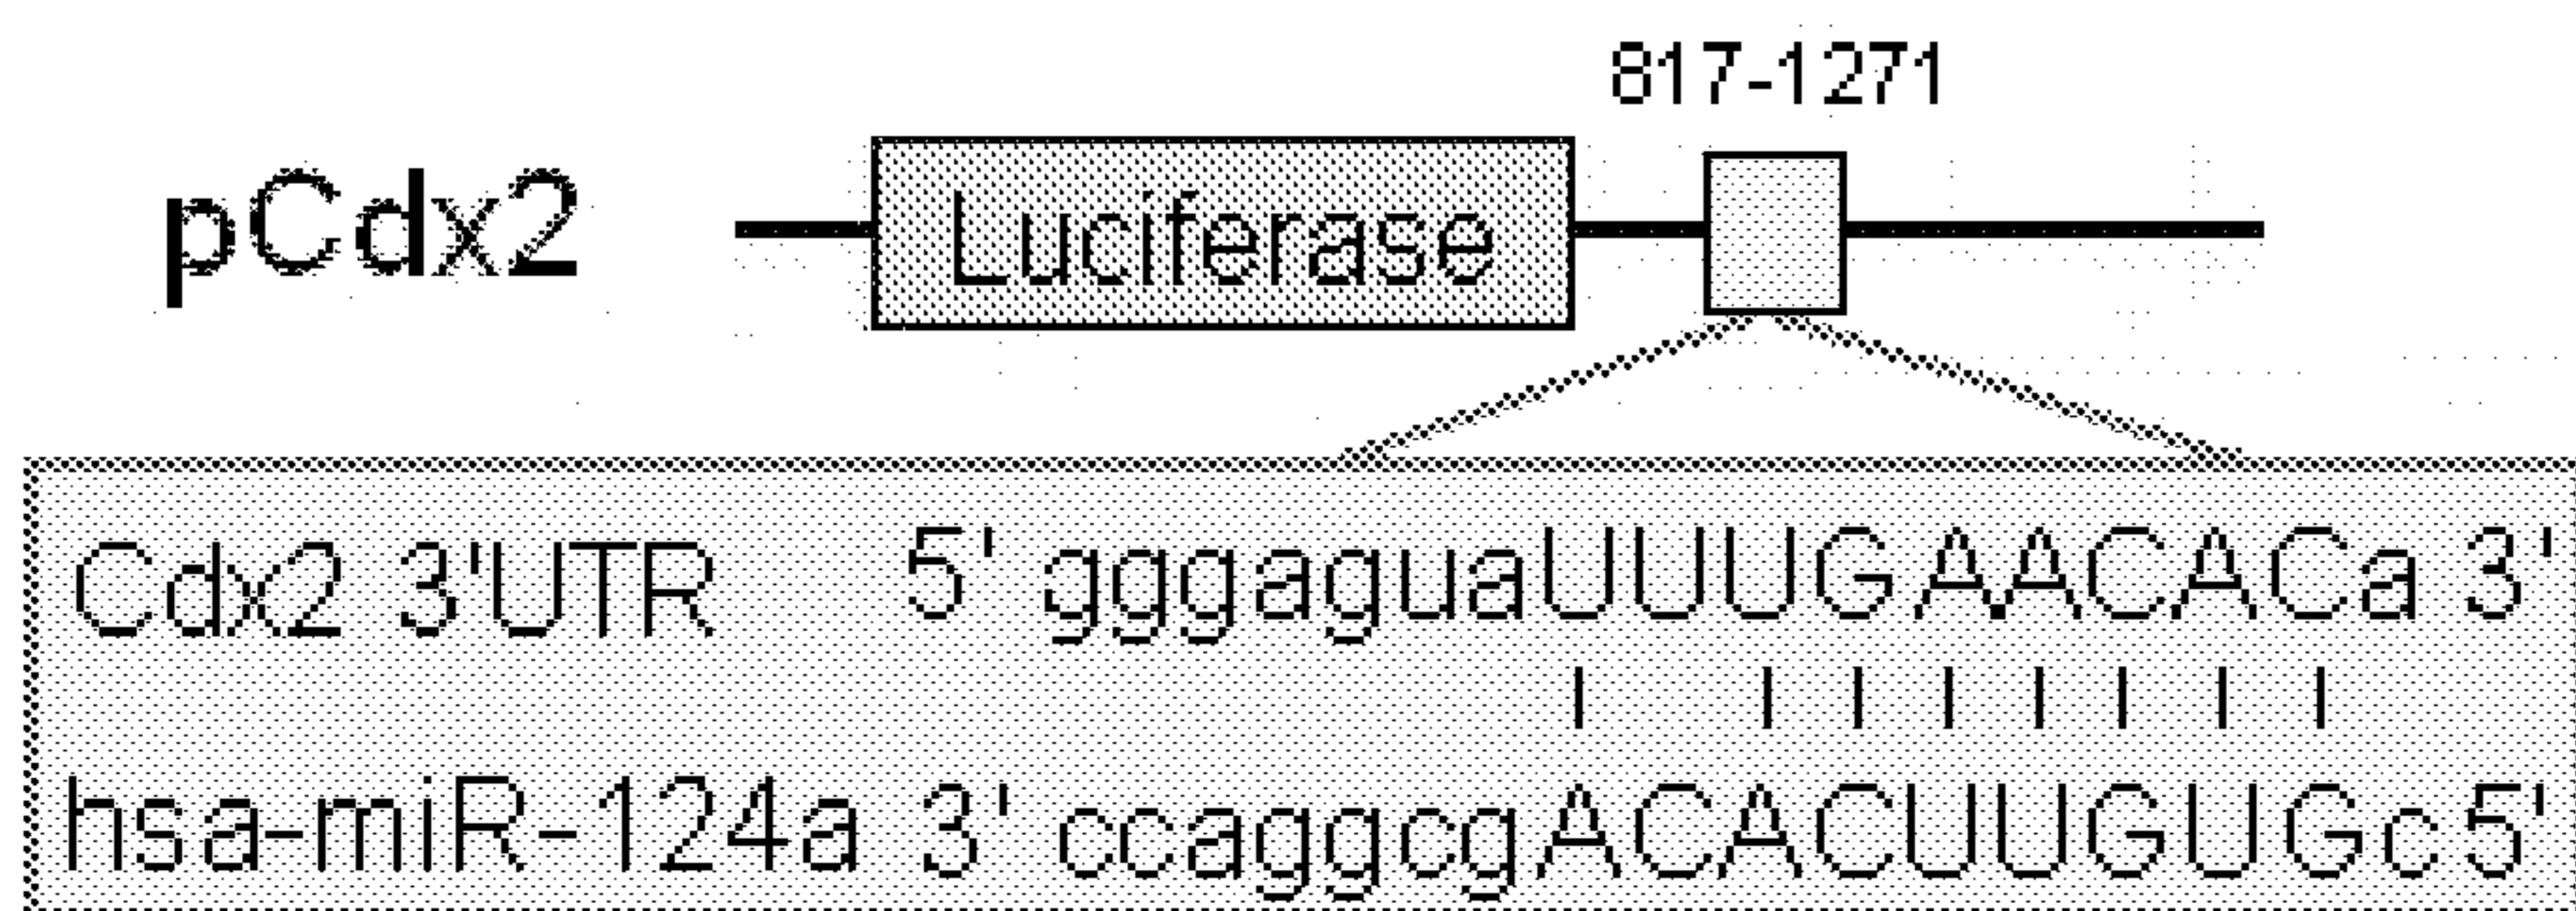 817-1271
pCdx2 Luciferase
Cdx2 3'UTR 5' gggaguaUUUGAACACa 3'
hsa-miR-124a 3' ccaggcgACACUUGUGc 5'